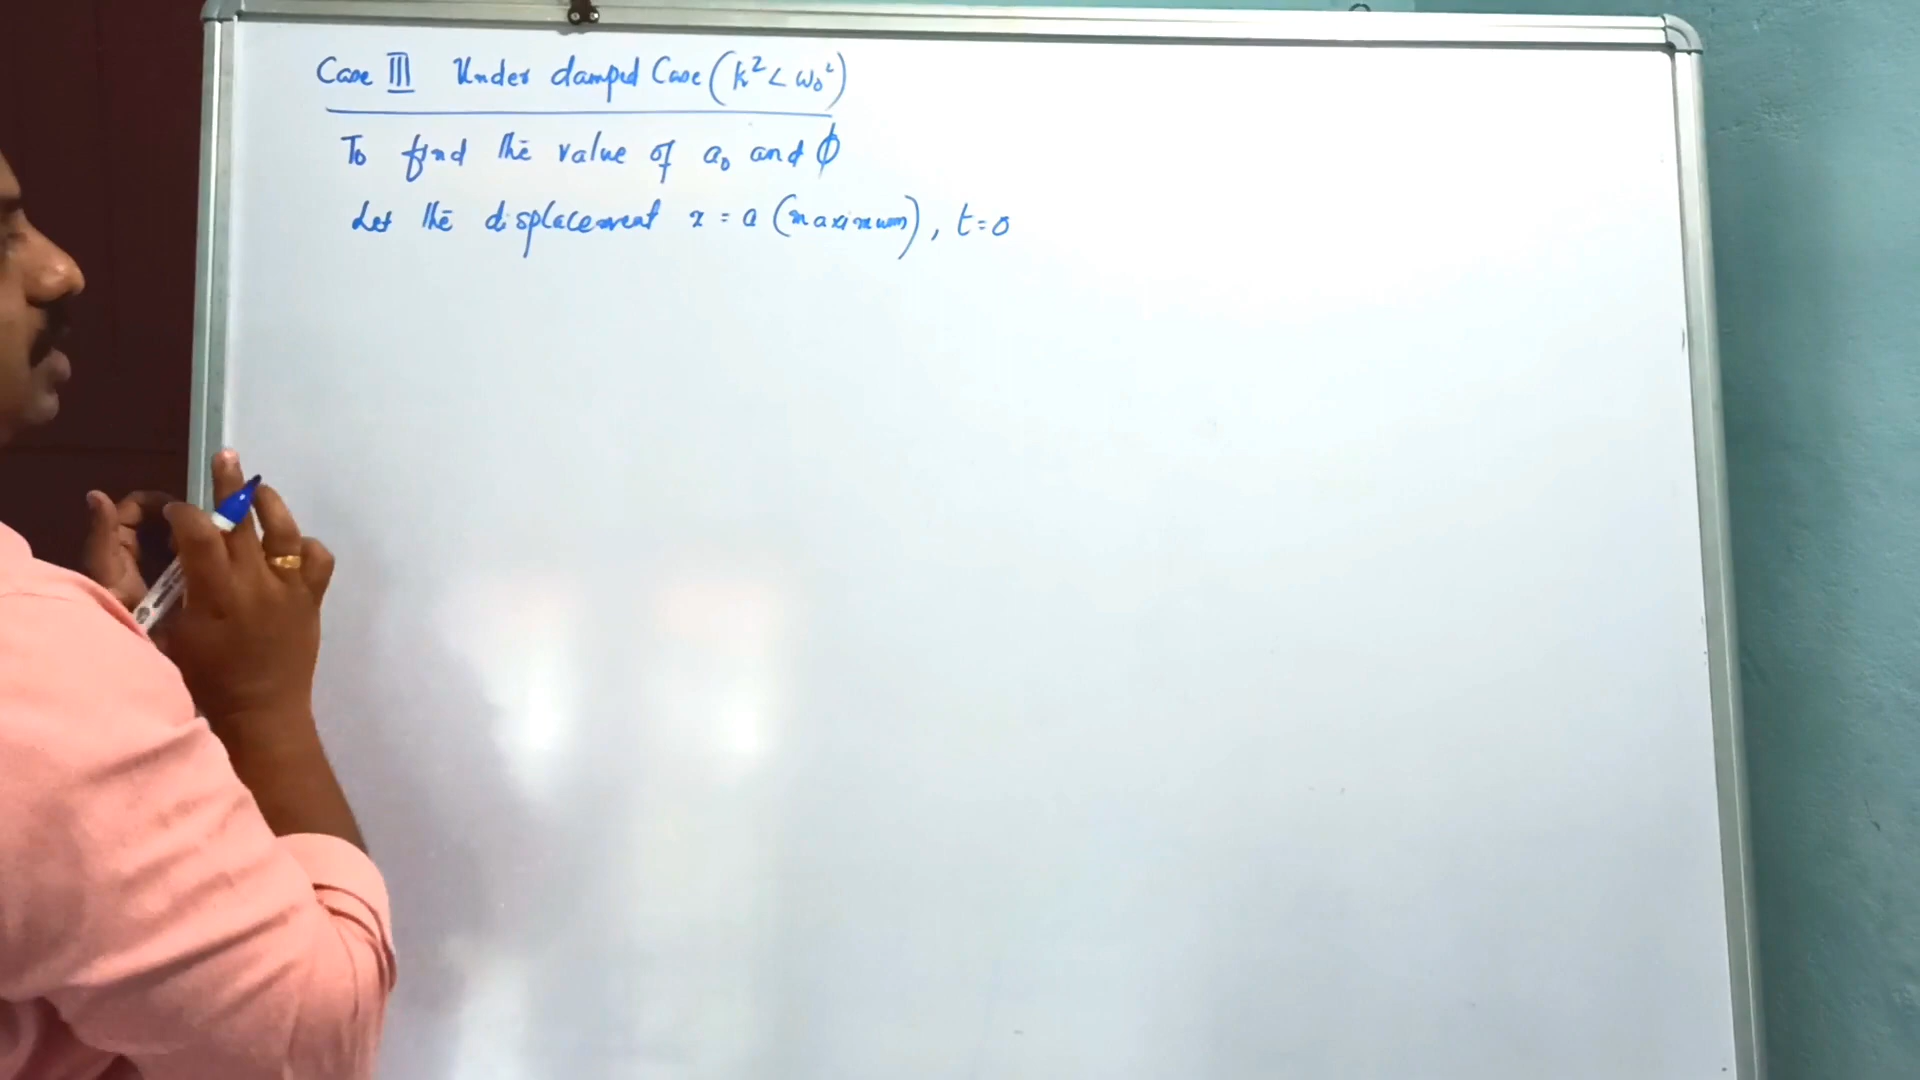 Case III Under damped Case (k² < ω₀²)
To find the value of a₀ and ϕ
Let the displacement x = a (maximum), t = 0